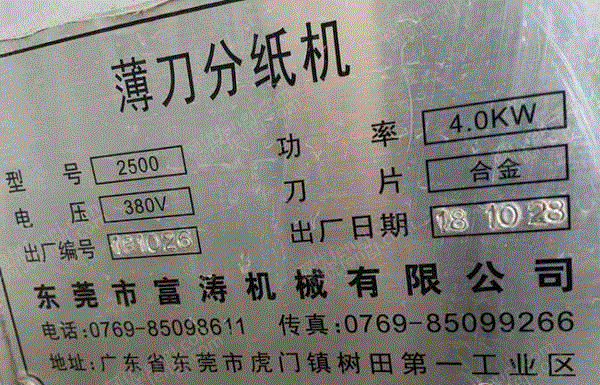 薄刀分纸机
型号 2500 功率 4.0KW
电压 380V 刀片 合金
出厂编号 181026 出厂日期 18 10 28
东莞市富涛机械有限公司
电话:0769-85098611 传真:0769-85099266
地址:广东省东莞市虎门镇树田第一工业区